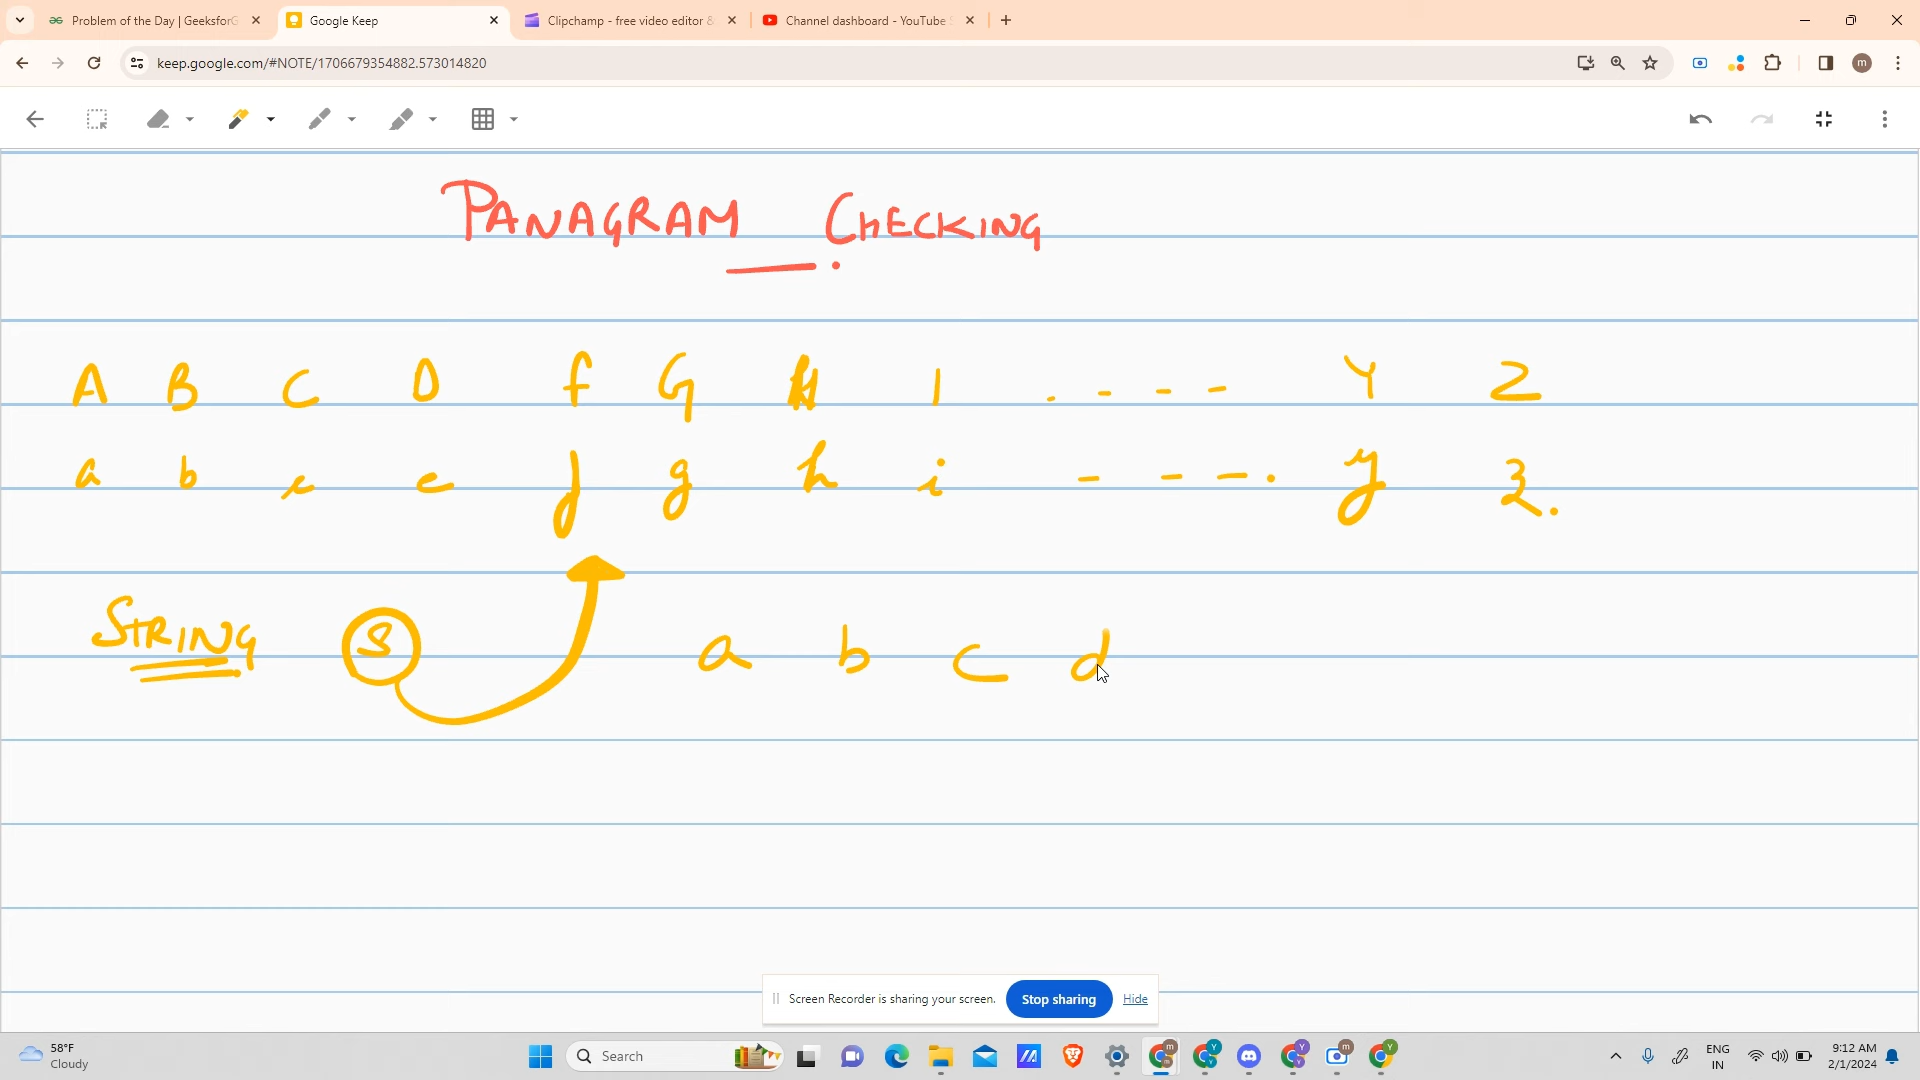 Problem of the Day | GeeksforG
Google Keep
Clipchamp - free video editor &
Channel dashboard - YouTube S
keep.google.com/#NOTE/1706679354882.573014820
m
PANAGRAM CHECKING
A B C D f G H I . - - - Y Z
a b c e f g h i - - - . y z.
STRING S a b c d
Screen Recorder is sharing your screen. Stop sharing Hide
58°F
Cloudy
Search
ENG
IN
9:12 AM
2/1/2024